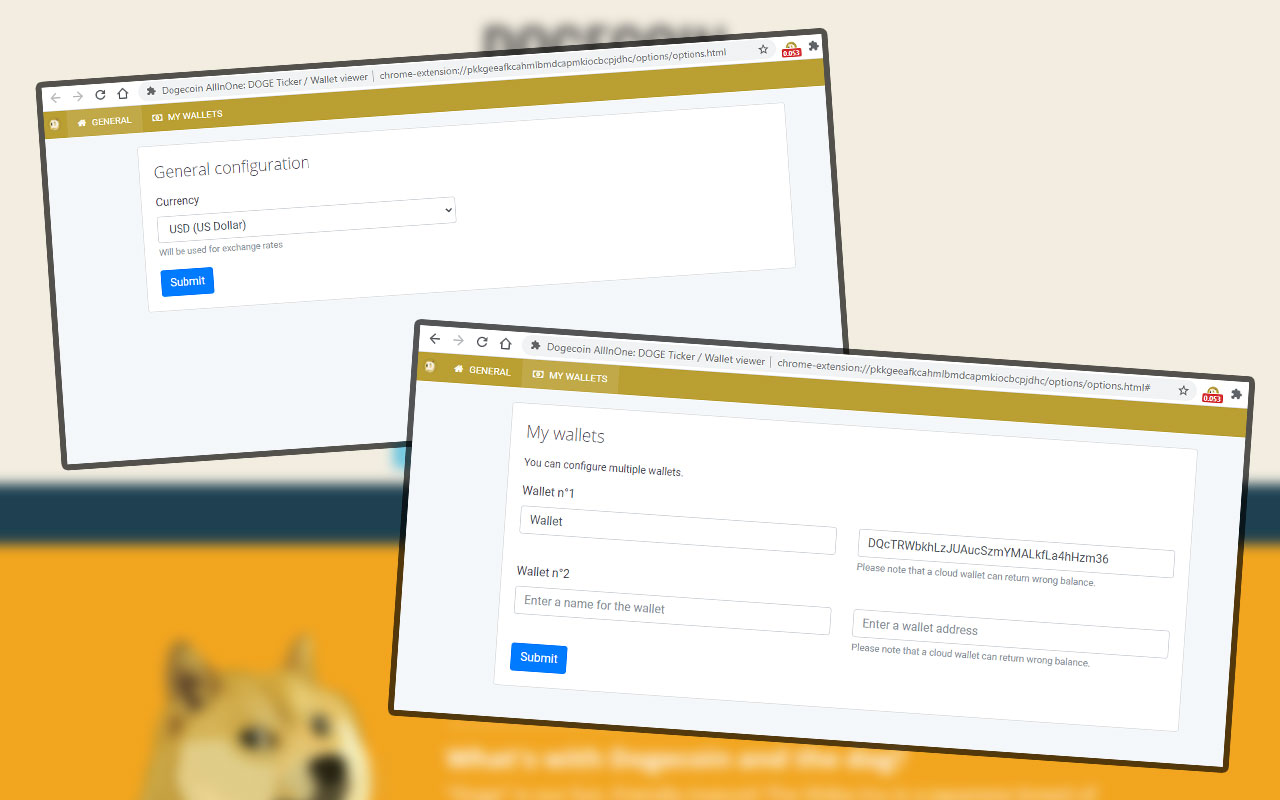 DOGECOIN
Dogecoin AllInOne: DOGE Ticker / Wallet viewer | chrome-extension://pkkgeeafkcahmlbmdcapmkiocbcpjdhc/options/options.html
0.053
GENERAL MY WALLETS
General configuration
Currency
USD (US Dollar)
Will be used for exchange rates
Submit
Dogecoin AllInOne: DOGE Ticker / Wallet viewer | chrome-extension://pkkgeeafkcahmlbmdcapmkiocbcpjdhc/options/options.html#
0.053
GENERAL MY WALLETS
My wallets
You can configure multiple wallets.
Wallet n°1
Wallet DQcTRWbkhLzJUAucSzmYMALkfLa4hHzm36
Please note that a cloud wallet can return wrong balance.
Wallet n°2
Enter a name for the wallet Enter a wallet address
Please note that a cloud wallet can return wrong balance.
Submit
What's with Dogecoin and the dog?